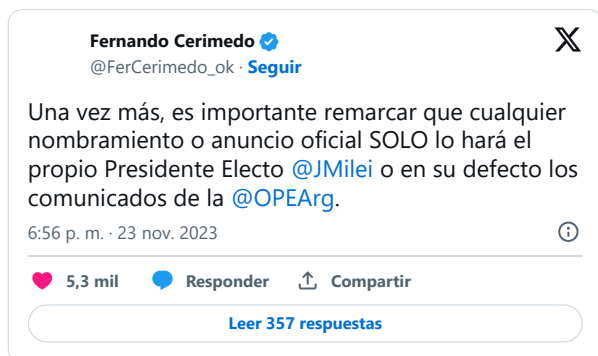 Fernando Cerimedo
@FerCerimedo_ok · Seguir
Una vez más, es importante remarcar que cualquier
nombramiento o anuncio oficial SOLO lo hará el
propio Presidente Electo @JMilei o en su defecto los
comunicados de la @OPEArg.
6:56 p. m. · 23 nov. 2023
5,3 mil Responder Compartir
Leer 357 respuestas